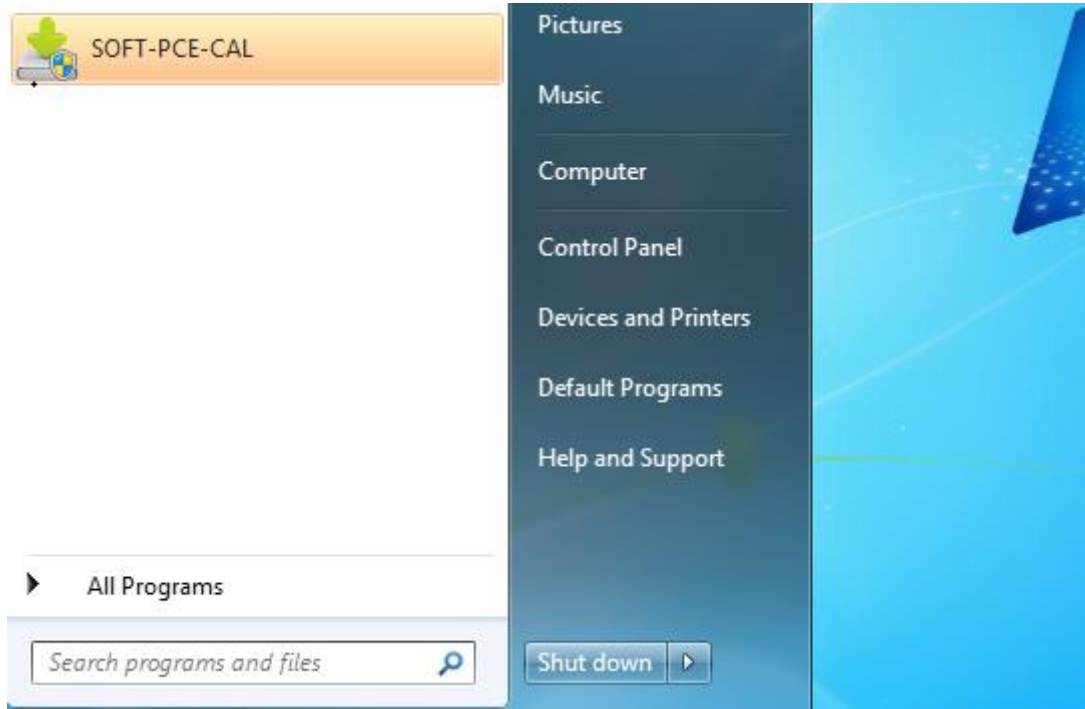 SOFT-PCE-CAL
All Programs
Search programs and files
Pictures
Music
Computer
Control Panel
Devices and Printers
Default Programs
Help and Support
Shut down